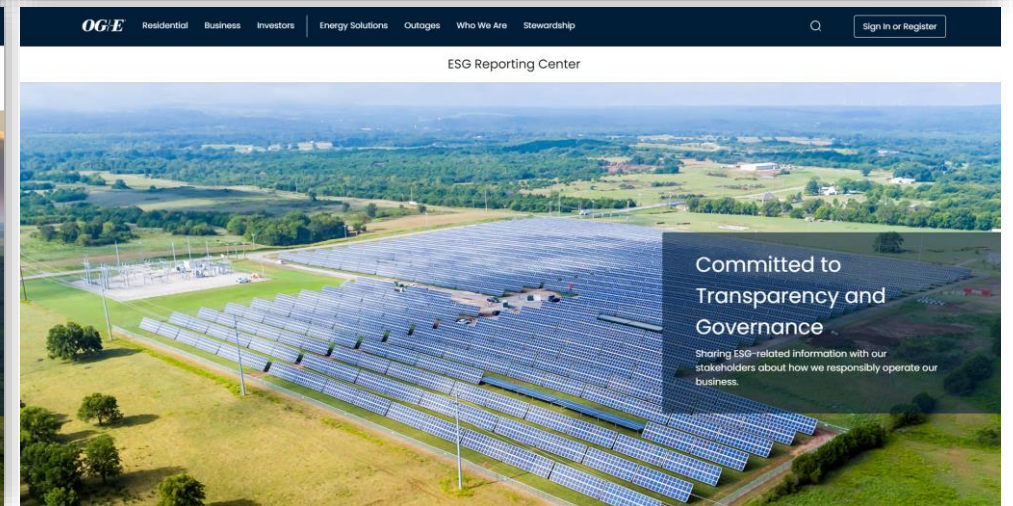 OG&E
Residential Business Investors Energy Solutions Outages Who We Are Stewardship Sign In or Register
ESG Reporting Center
Committed to
Transparency and
Governance
Sharing ESG-related information with our
stakeholders about how we responsibly operate our
business.